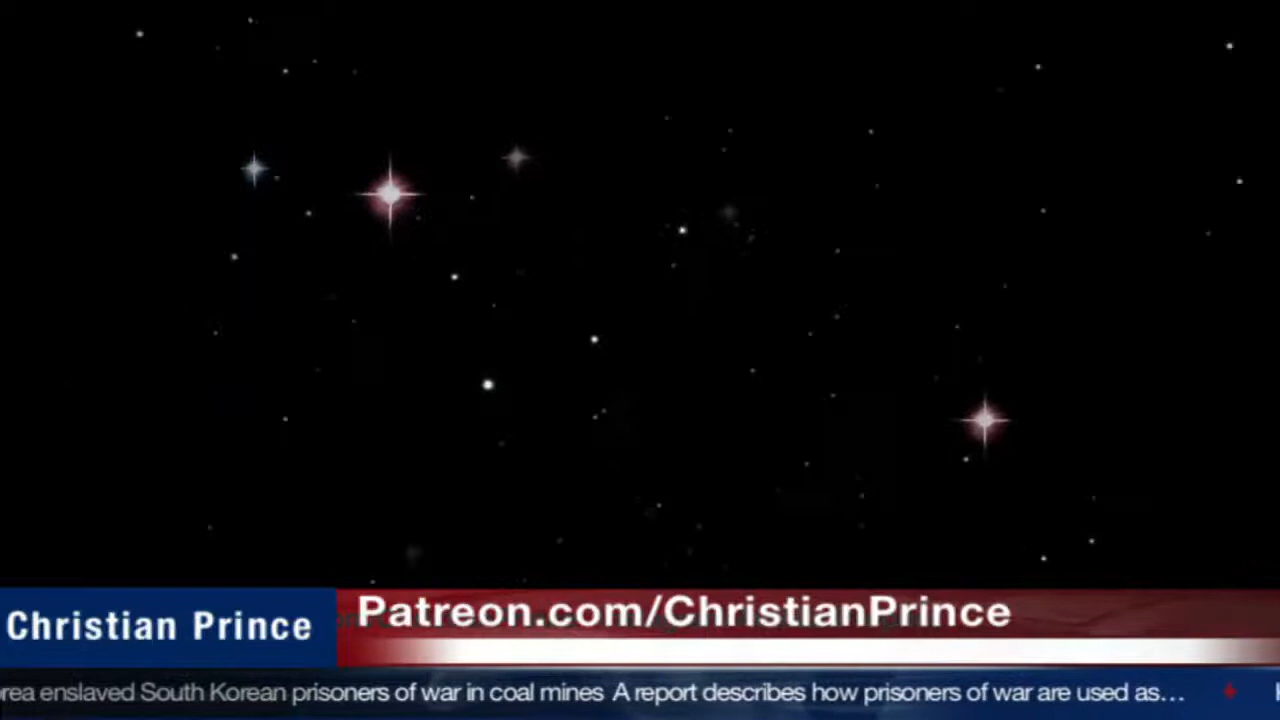 Patreon.com/ChristianPrince
Christian Prince
rea enslaved South Korean prisoners of war in coal mines A report describes how prisoners of war are used as…